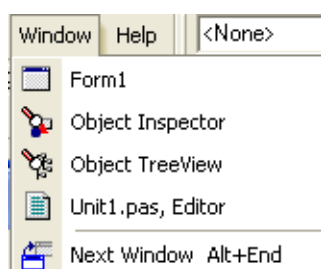 Window Help <None>
Form1
Object Inspector
Object TreeView
Unit1.pas, Editor
Next Window Alt+End